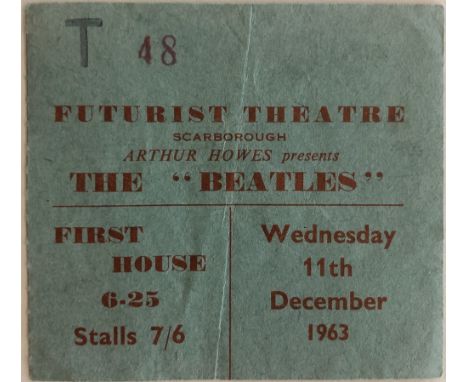 T 48
FUTURIST THEATRE
SCARBOROUGH
ARTHUR HOWES presents
THE "BEATLES"
FIRST HOUSE
6-25
Stalls 7/6
Wednesday
11th
December
1963